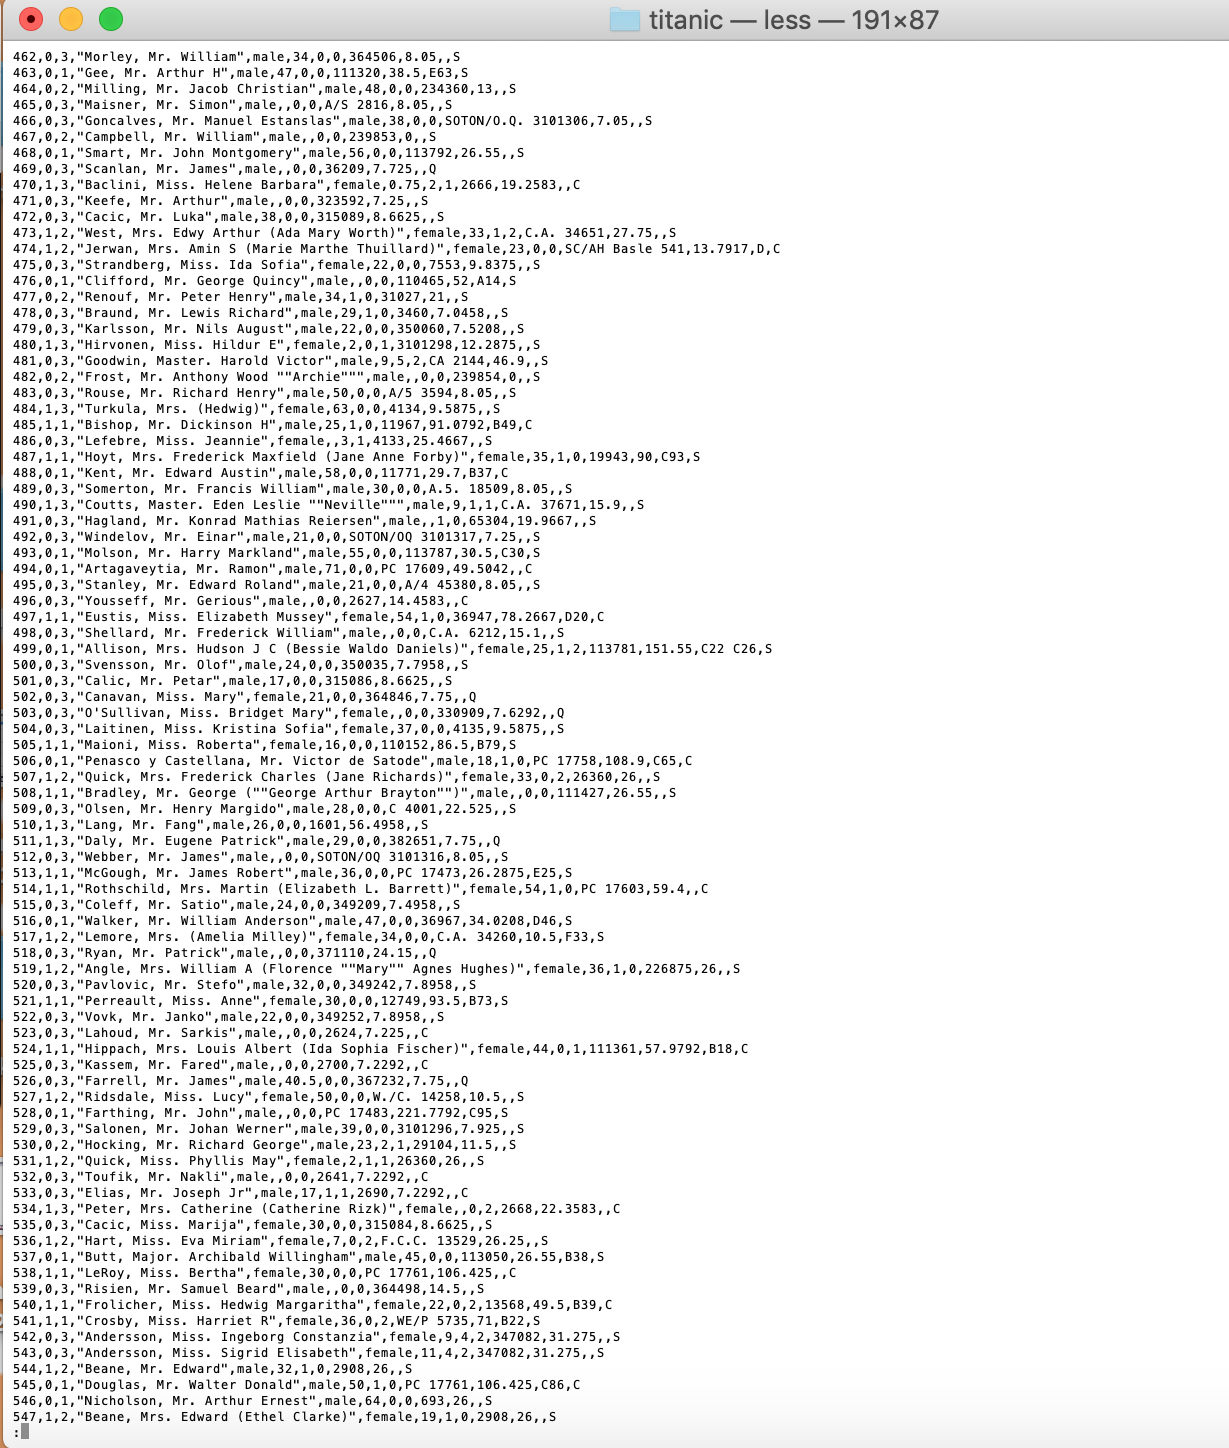 titanic — less — 191×87
462,0,3,"Morley, Mr. William",male,34,0,0,364506,8.05,,S
463,0,1,"Gee, Mr. Arthur H",male,47,0,0,111320,38.5,E63,S
464,0,2,"Milling, Mr. Jacob Christian",male,48,0,0,234360,13,,S
465,0,3,"Maisner, Mr. Simon",male,,0,0,A/S 2816,8.05,,S
466,0,3,"Goncalves, Mr. Manuel Estanslas",male,38,0,0,SOTON/O.Q. 3101306,7.05,,S
467,0,2,"Campbell, Mr. William",male,,0,0,239853,0,,S
468,0,1,"Smart, Mr. John Montgomery",male,56,0,0,113792,26.55,,S
469,0,3,"Scanlan, Mr. James",male,,0,0,36209,7.725,,Q
470,1,3,"Baclini, Miss. Helene Barbara",female,0.75,2,1,2666,19.2583,,C
471,0,3,"Keefe, Mr. Arthur",male,,0,0,323592,7.25,,S
472,0,3,"Cacic, Mr. Luka",male,38,0,0,315089,8.6625,,S
473,1,2,"West, Mrs. Edwy Arthur (Ada Mary Worth)",female,33,1,2,C.A. 34651,27.75,,S
474,1,2,"Jerwan, Mrs. Amin S (Marie Marthe Thuillard)",female,23,0,0,SC/AH Basle 541,13.7917,D,C
475,0,3,"Strandberg, Miss. Ida Sofia",female,22,0,0,7553,9.8375,,S
476,0,1,"Clifford, Mr. George Quincy",male,,0,0,110465,52,A14,S
477,0,2,"Renouf, Mr. Peter Henry",male,34,1,0,31027,21,,S
478,0,3,"Braund, Mr. Lewis Richard",male,29,1,0,3460,7.0458,,S
479,0,3,"Karlsson, Mr. Nils August",male,22,0,0,350060,7.5208,,S
480,1,3,"Hirvonen, Miss. Hildur E",female,2,0,1,3101298,12.2875,,S
481,0,3,"Goodwin, Master. Harold Victor",male,9,5,2,CA 2144,46.9,,S
482,0,2,"Frost, Mr. Anthony Wood ""Archie""",male,,0,0,239854,0,,S
483,0,3,"Rouse, Mr. Richard Henry",male,50,0,0,A/5 3594,8.05,,S
484,1,3,"Turkula, Mrs. (Hedwig)",female,63,0,0,4134,9.5875,,S
485,1,1,"Bishop, Mr. Dickinson H",male,25,1,0,11967,91.0792,B49,C
486,0,3,"Lefebre, Miss. Jeannie",female,,3,1,4133,25.4667,,S
487,1,1,"Hoyt, Mrs. Frederick Maxfield (Jane Anne Forby)",female,35,1,0,19943,90,C93,S
488,0,1,"Kent, Mr. Edward Austin",male,58,0,0,11771,29.7,B37,C
489,0,3,"Somerton, Mr. Francis William",male,30,0,0,A.5. 18509,8.05,,S
490,1,3,"Coutts, Master. Eden Leslie ""Neville""",male,9,1,1,C.A. 37671,15.9,,S
491,0,3,"Hagland, Mr. Konrad Mathias Reiersen",male,,1,0,65304,19.9667,,S
492,0,3,"Windelov, Mr. Einar",male,21,0,0,SOTON/OQ 3101317,7.25,,S
493,0,1,"Molson, Mr. Harry Markland",male,55,0,0,113787,30.5,C30,S
494,0,1,"Artagaveytia, Mr. Ramon",male,71,0,0,PC 17609,49.5042,,C
495,0,3,"Stanley, Mr. Edward Roland",male,21,0,0,A/4 45380,8.05,,S
496,0,3,"Yousseff, Mr. Gerious",male,,0,0,2627,14.4583,,C
497,1,1,"Eustis, Miss. Elizabeth Mussey",female,54,1,0,36947,78.2667,D20,C
498,0,3,"Shellard, Mr. Frederick William",male,,0,0,C.A. 6212,15.1,,S
499,0,1,"Allison, Mrs. Hudson J C (Bessie Waldo Daniels)",female,25,1,2,113781,151.55,C22 C26,S
500,0,3,"Svensson, Mr. Olof",male,24,0,0,350035,7.7958,,S
501,0,3,"Calic, Mr. Petar",male,17,0,0,315086,8.6625,,S
502,0,3,"Canavan, Miss. Mary",female,21,0,0,364846,7.75,,Q
503,0,3,"O'Sullivan, Miss. Bridget Mary",female,,0,0,330909,7.6292,,Q
504,0,3,"Laitinen, Miss. Kristina Sofia",female,37,0,0,4135,9.5875,,S
505,1,1,"Maioni, Miss. Roberta",female,16,0,0,110152,86.5,B79,S
506,0,1,"Penasco y Castellana, Mr. Victor de Satode",male,18,1,0,PC 17758,108.9,C65,C
507,1,2,"Quick, Mrs. Frederick Charles (Jane Richards)",female,33,0,2,26360,26,,S
508,1,1,"Bradley, Mr. George (""George Arthur Brayton"")",male,,0,0,111427,26.55,,S
509,0,3,"Olsen, Mr. Henry Margido",male,28,0,0,C 4001,22.525,,S
510,1,3,"Lang, Mr. Fang",male,26,0,0,1601,56.4958,,S
511,1,3,"Daly, Mr. Eugene Patrick",male,29,0,0,382651,7.75,,Q
512,0,3,"Webber, Mr. James",male,,0,0,SOTON/OQ 3101316,8.05,,S
513,1,1,"McGough, Mr. James Robert",male,36,0,0,PC 17473,26.2875,E25,S
514,1,1,"Rothschild, Mrs. Martin (Elizabeth L. Barrett)",female,54,1,0,PC 17603,59.4,,C
515,0,3,"Coleff, Mr. Satio",male,24,0,0,349209,7.4958,,S
516,0,1,"Walker, Mr. William Anderson",male,47,0,0,36967,34.0208,D46,S
517,1,2,"Lemore, Mrs. (Amelia Milley)",female,34,0,0,C.A. 34260,10.5,F33,S
518,0,3,"Ryan, Mr. Patrick",male,,0,0,371110,24.15,,Q
519,1,2,"Angle, Mrs. William A (Florence ""Mary"" Agnes Hughes)",female,36,1,0,226875,26,,S
520,0,3,"Pavlovic, Mr. Stefo",male,32,0,0,349242,7.8958,,S
521,1,1,"Perreault, Miss. Anne",female,30,0,0,12749,93.5,B73,S
522,0,3,"Vovk, Mr. Janko",male,22,0,0,349252,7.8958,,S
523,0,3,"Lahoud, Mr. Sarkis",male,,0,0,2624,7.225,,C
524,1,1,"Hippach, Mrs. Louis Albert (Ida Sophia Fischer)",female,44,0,1,111361,57.9792,B18,C
525,0,3,"Kassem, Mr. Fared",male,,0,0,2700,7.2292,,C
526,0,3,"Farrell, Mr. James",male,40.5,0,0,367232,7.75,,Q
527,1,2,"Ridsdale, Miss. Lucy",female,50,0,0,W./C. 14258,10.5,,S
528,0,1,"Farthing, Mr. John",male,,0,0,PC 17483,221.7792,C95,S
529,0,3,"Salonen, Mr. Johan Werner",male,39,0,0,3101296,7.925,,S
530,0,2,"Hocking, Mr. Richard George",male,23,2,1,29104,11.5,,S
531,1,2,"Quick, Miss. Phyllis May",female,2,1,1,26360,26,,S
532,0,3,"Toufik, Mr. Nakli",male,,0,0,2641,7.2292,,C
533,0,3,"Elias, Mr. Joseph Jr",male,17,1,1,2690,7.2292,,C
534,1,3,"Peter, Mrs. Catherine (Catherine Rizk)",female,,0,2,2668,22.3583,,C
535,0,3,"Cacic, Miss. Marija",female,30,0,0,315084,8.6625,,S
536,1,2,"Hart, Miss. Eva Miriam",female,7,0,2,F.C.C. 13529,26.25,,S
537,0,1,"Butt, Major. Archibald Willingham",male,45,0,0,113050,26.55,B38,S
538,1,1,"LeRoy, Miss. Bertha",female,30,0,0,PC 17761,106.425,,C
539,0,3,"Risien, Mr. Samuel Beard",male,,0,0,364498,14.5,,S
540,1,1,"Frolicher, Miss. Hedwig Margaritha",female,22,0,2,13568,49.5,B39,C
541,1,1,"Crosby, Miss. Harriet R",female,36,0,2,WE/P 5735,71,B22,S
542,0,3,"Andersson, Miss. Ingeborg Constanzia",female,9,4,2,347082,31.275,,S
543,0,3,"Andersson, Miss. Sigrid Elisabeth",female,11,4,2,347082,31.275,,S
544,1,2,"Beane, Mr. Edward",male,32,1,0,2908,26,,S
545,0,1,"Douglas, Mr. Walter Donald",male,50,1,0,PC 17761,106.425,C86,C
546,0,1,"Nicholson, Mr. Arthur Ernest",male,64,0,0,693,26,,S
547,1,2,"Beane, Mrs. Edward (Ethel Clarke)",female,19,1,0,2908,26,,S
: